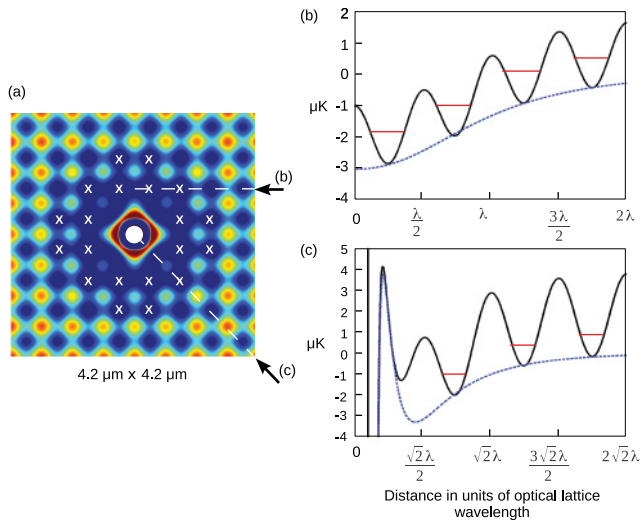 (a)
x x
x x x x
x x x x
x x x x
x x x x
x x
(b)
(c)
4.2 μm x 4.2 μm
(b)
μK
2
1
0
-1
-2
-3
-4
0
λ/2
λ
3λ/2
2λ
(c)
μK
5
4
3
2
1
0
-1
-2
-3
-4
0
√2λ/2
√2λ
3√2λ/2
2√2λ
Distance in units of optical lattice
wavelength